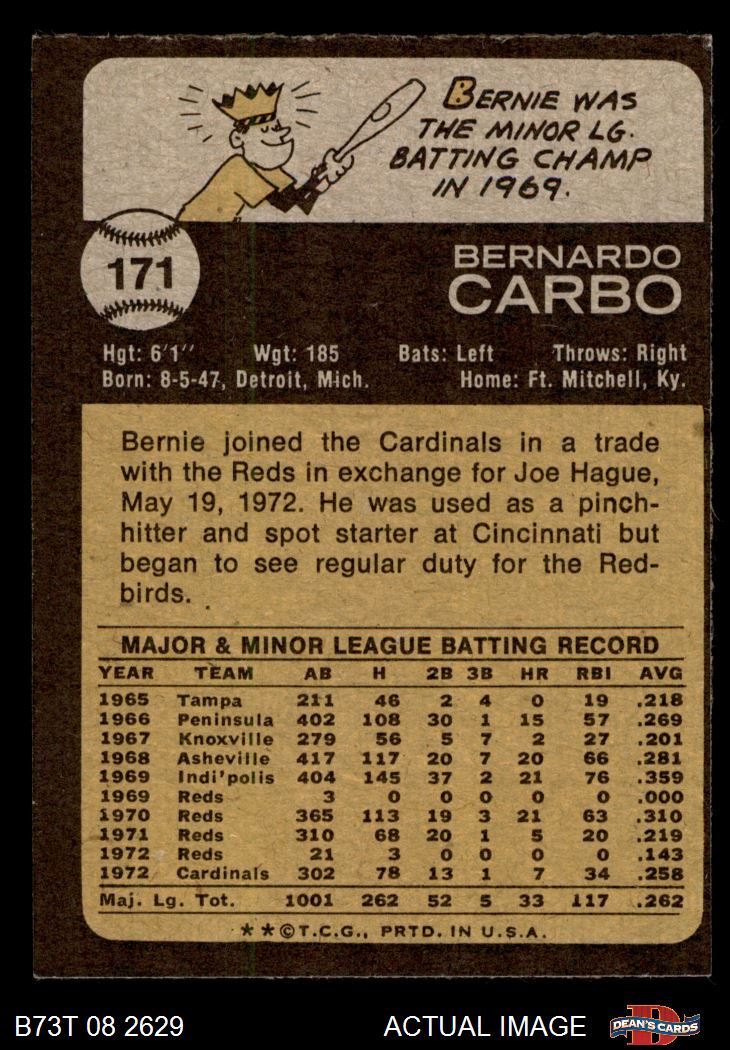 BERNIE WAS
THE MINOR LG.
BATTING CHAMP
IN 1969.
171
BERNARDO
CARBO
Hgt: 6'1" Wgt: 185 Bats: Left Throws: Right
Born: 8-5-47, Detroit, Mich. Home: Ft. Mitchell, Ky.
Bernie joined the Cardinals in a trade
with the Reds in exchange for Joe Hague,
May 19, 1972. He was used as a pinch-
hitter and spot starter at Cincinnati but
began to see regular duty for the Red-
birds.
MAJOR & MINOR LEAGUE BATTING RECORD
YEAR TEAM AB H 2B 3B HR RBI AVG
1965 Tampa 211 46 2 4 0 19 .218
1966 Peninsula 402 108 30 1 15 57 .269
1967 Knoxville 279 56 5 7 2 27 .201
1968 Asheville 417 117 20 7 20 66 .281
1969 Indi'polis 404 145 37 2 21 76 .359
1969 Reds 3 0 0 0 0 0 .000
1970 Reds 365 113 19 3 21 63 .310
1971 Reds 310 68 20 1 5 20 .219
1972 Reds 21 3 0 0 0 0 .143
1972 Cardinals 302 78 13 1 7 34 .258
Maj. Lg. Tot. 1001 262 52 5 33 117 .262
**©T.C.G., PRTD. IN U.S.A.
B73T 08 2629 ACTUAL IMAGE D DEAN'S CARDS